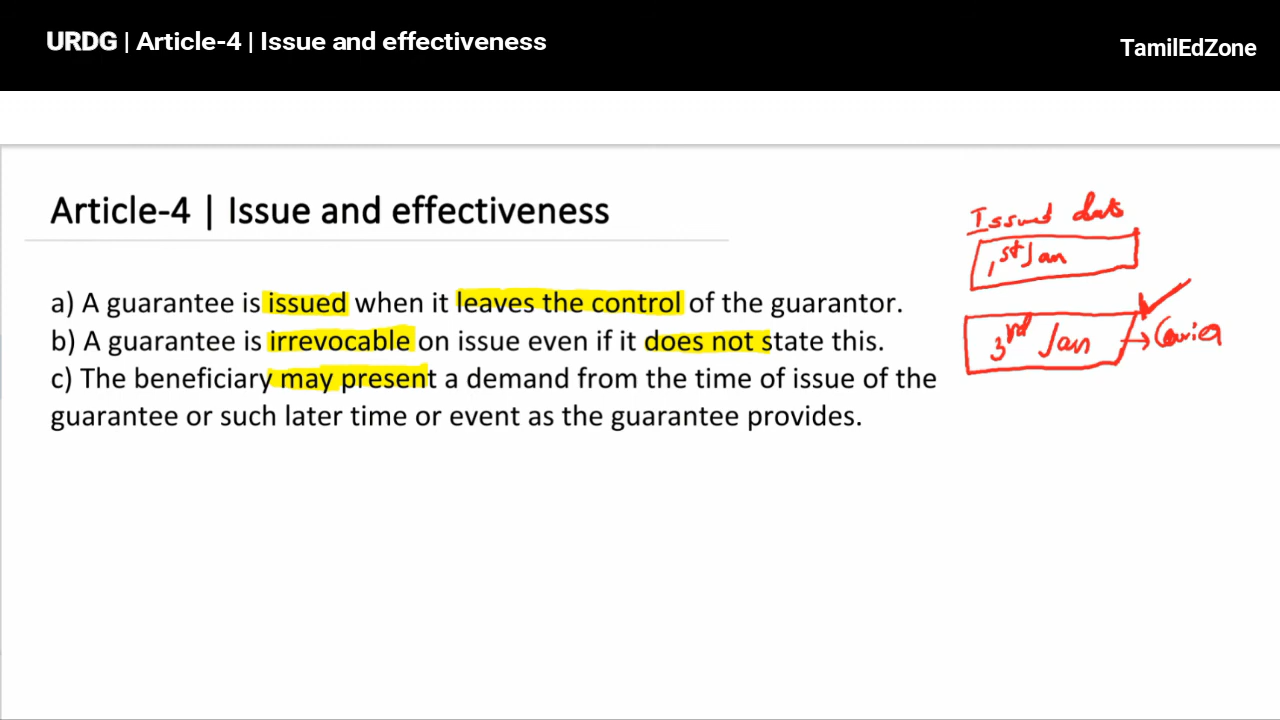 URDG | Article-4 | Issue and effectiveness
TamilEdZone
Article-4 | Issue and effectiveness
a) A guarantee is issued when it leaves the control of the guarantor.
b) A guarantee is irrevocable on issue even if it does not state this.
c) The beneficiary may present a demand from the time of issue of the
guarantee or such later time or event as the guarantee provides.
Issued date
1st Jan
3rd Jan → Courier